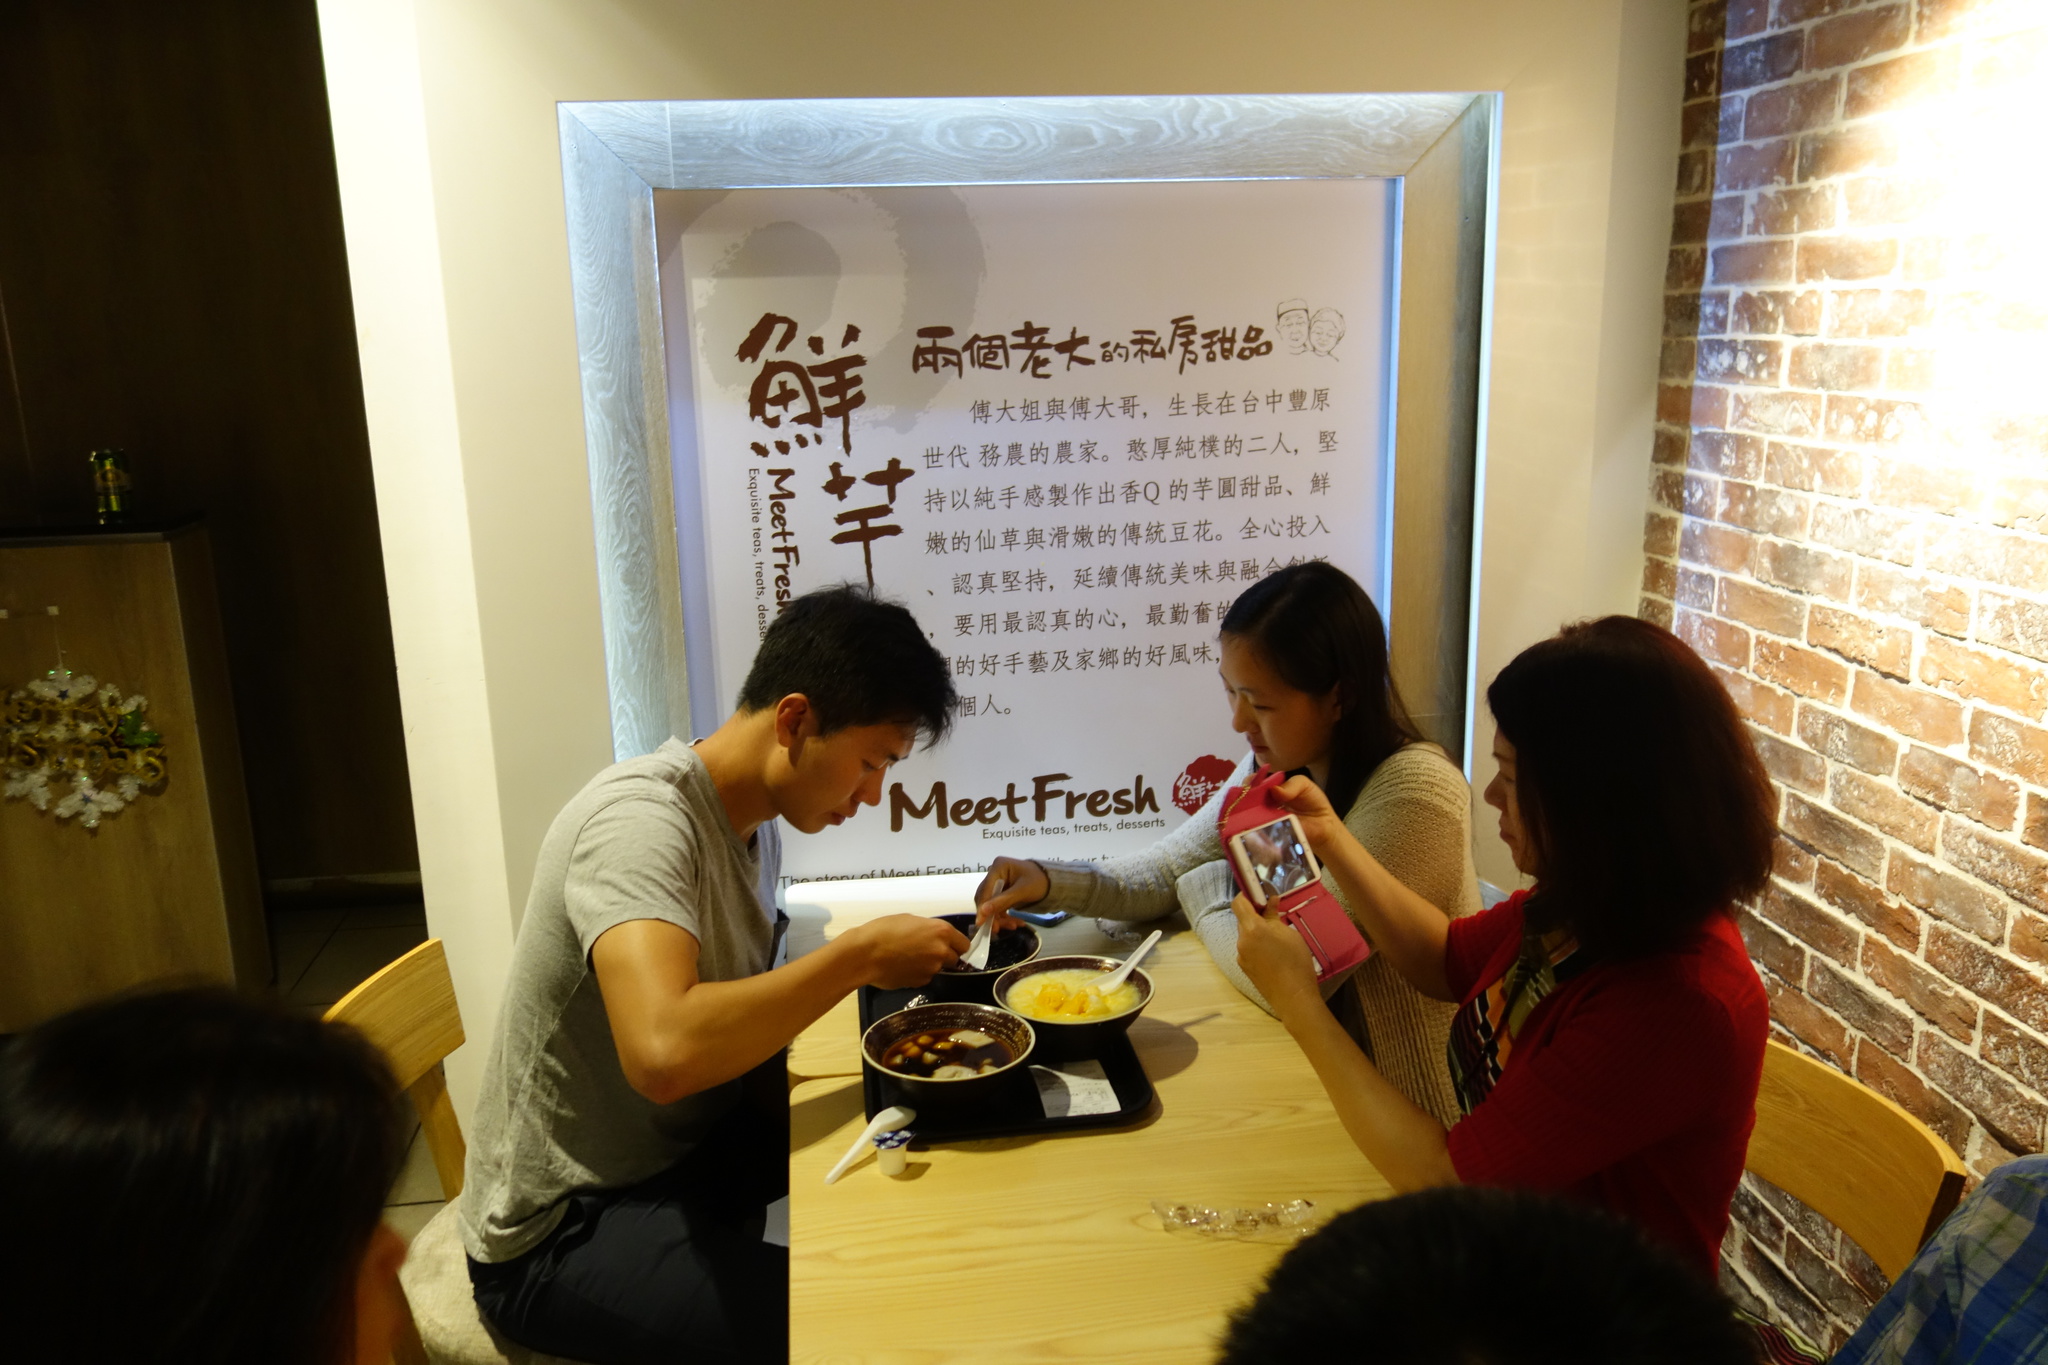 鮮芋
MeetFresh
Exquisite teas, treats, desser
兩個老大的私房甜品
傅大姐與傅大哥，生長在台中豐原
世代 務農的農家。憨厚純樸的二人，堅
持以純手感製作出香Q 的芋圓甜品、鮮
嫩的仙草與滑嫩的傳統豆花。全心投入
、認真堅持，延續傳統美味與融合創新
，要用最認真的心，最勤奮的
的好手藝及家鄉的好風味，
個人。
MeetFresh
鮮芋
Exquisite teas, treats, desserts
The story of Meet Fresh